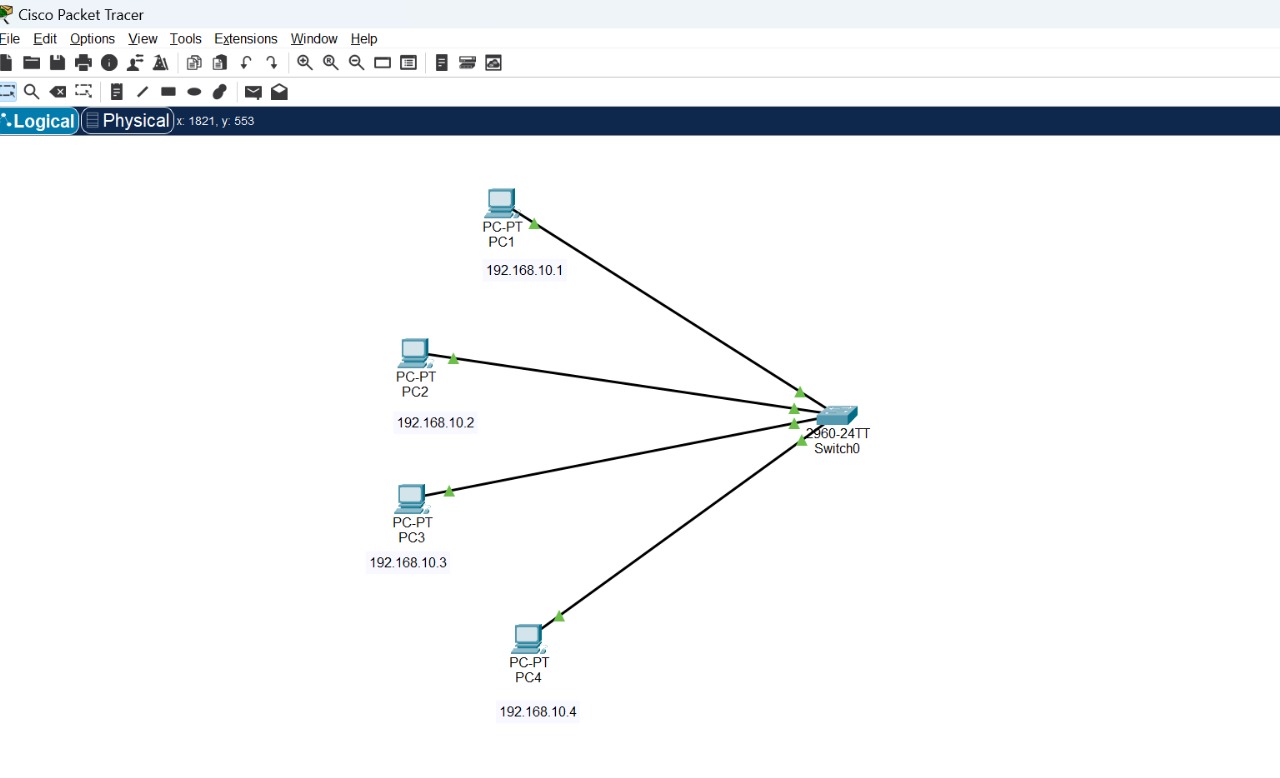 Cisco Packet Tracer
File Edit Options View Tools Extensions Window Help
Logical Physical x: 1821, y: 553
PC-PT
PC1
192.168.10.1
PC-PT
PC2
192.168.10.2
2960-24TT
Switch0
PC-PT
PC3
192.168.10.3
PC-PT
PC4
192.168.10.4